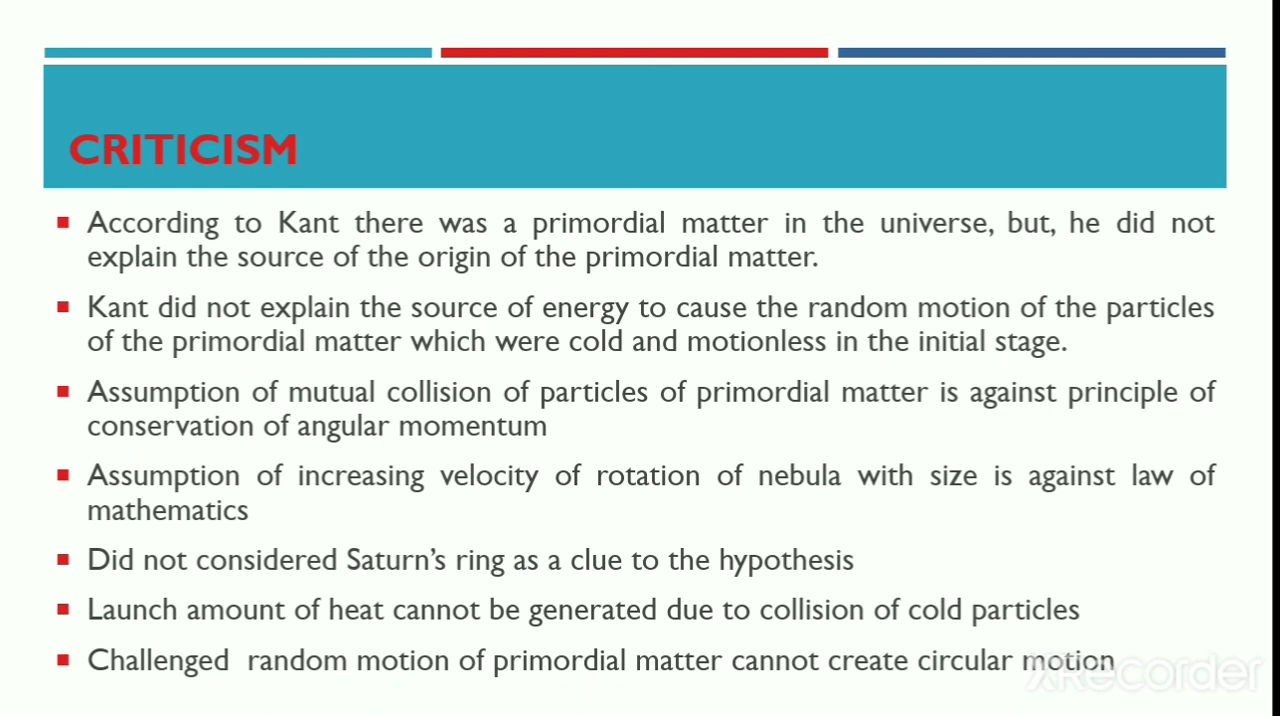 CRITICISM
According to Kant there was a primordial matter in the universe, but, he did not
explain the source of the origin of the primordial matter.
Kant did not explain the source of energy to cause the random motion of the particles
of the primordial matter which were cold and motionless in the initial stage.
Assumption of mutual collision of particles of primordial matter is against principle of
conservation of angular momentum
Assumption of increasing velocity of rotation of nebula with size is against law of
mathematics
Did not considered Saturn's ring as a clue to the hypothesis
Launch amount of heat cannot be generated due to collision of cold particles
Challenged random motion of primordial matter cannot create circular motion
XRecorder